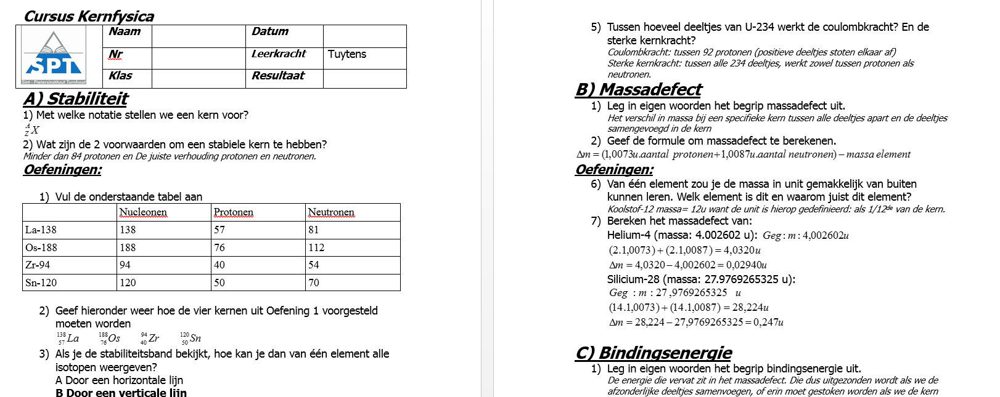 Cursus Kernfysica
Naam Datum
Nr Leerkracht Tuytens
Klas Resultaat
SPT
Sint - Pietersinstituut Turnhout
A) Stabiliteit
1) Met welke notatie stellen we een kern voor?
A Z X
2) Wat zijn de 2 voorwaarden om een stabiele kern te hebben?
Minder dan 84 protonen en De juiste verhouding protonen en neutronen.
Oefeningen:
1) Vul de onderstaande tabel aan
Nucleonen Protonen Neutronen
La-138 138 57 81
Os-188 188 76 112
Zr-94 94 40 54
Sn-120 120 50 70
2) Geef hieronder weer hoe de vier kernen uit Oefening 1 voorgesteld
moeten worden
138 57 La 188 76 Os 94 40 Zr 120 50 Sn
3) Als je de stabiliteitsband bekijkt, hoe kan je dan van één element alle
isotopen weergeven?
A Door een horizontale lijn
B Door een verticale lijn
5) Tussen hoeveel deeltjes van U-234 werkt de coulombkracht? En de
sterke kernkracht?
Coulombkracht: tussen 92 protonen (positieve deeltjes stoten elkaar af)
Sterke kernkracht: tussen alle 234 deeltjes, werkt zowel tussen protonen als
neutronen.
B) Massadefect
1) Leg in eigen woorden het begrip massadefect uit.
Het verschil in massa bij een specifieke kern tussen alle deeltjes apart en de deeltjes
samengevoegd in de kern
2) Geef de formule om massadefect te berekenen.
Δm = (1,0073u.aantal protonen+1,0087u.aantal neutronen) – massa element
Oefeningen:
6) Van één element zou je de massa in unit gemakkelijk van buiten
kunnen leren. Welk element is dit en waarom juist dit element?
Koolstof-12 massa= 12u want de unit is hierop gedefinieerd: als 1/12de van de kern.
7) Bereken het massadefect van:
Helium-4 (massa: 4.002602 u): Geg : m : 4,002602u
(2.1,0073) + (2.1,0087) = 4,0320u
Δm = 4,0320 – 4,002602 = 0,02940u
Silicium-28 (massa: 27.9769265325 u):
Geg : m : 27,9769265325 u
(14.1,0073) + (14.1,0087) = 28,224u
Δm = 28,224 – 27,9769265325 = 0,247u
C) Bindingsenergie
1) Leg in eigen woorden het begrip bindingsenergie uit.
De energie die vervat zit in het massadefect. Die dus uitgezonden wordt als we de
afzonderlijke deeltjes samenvoegen, of erin moet gestoken worden als we de kern